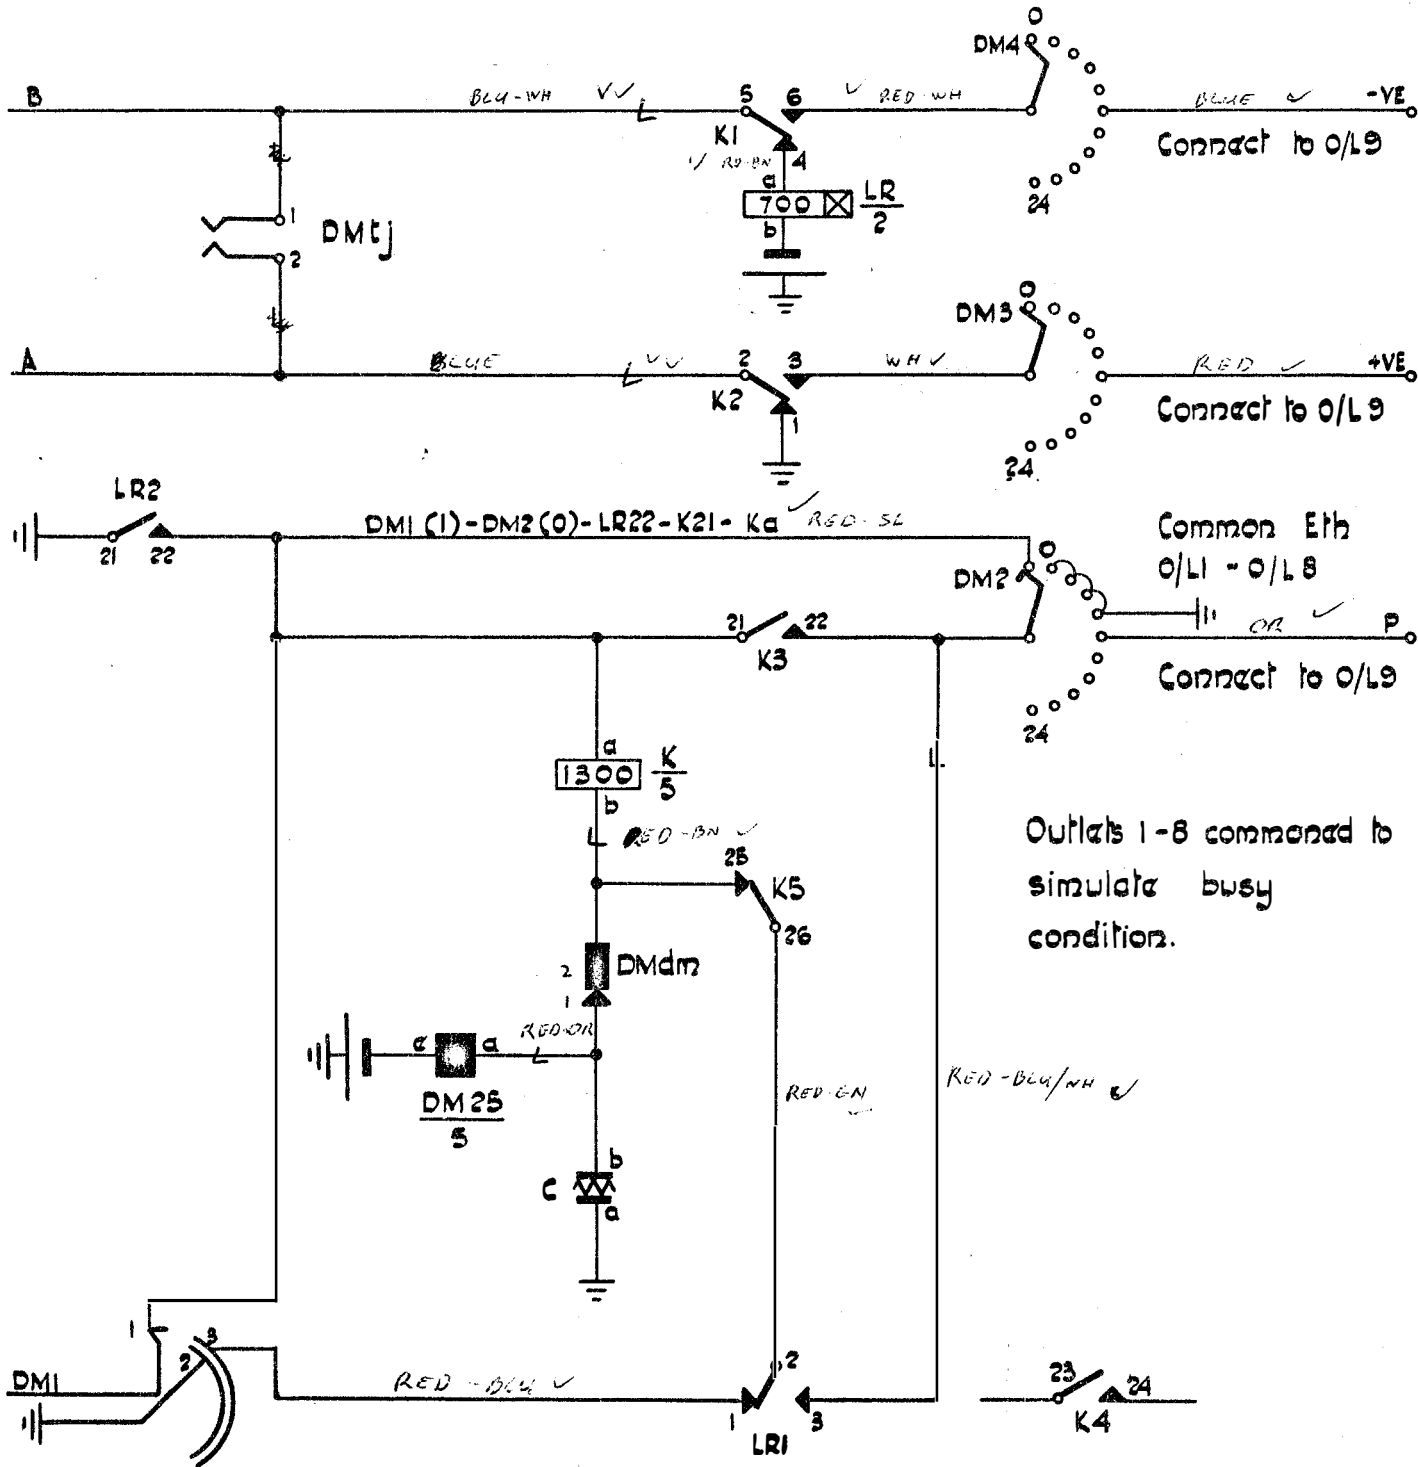 O
DM4
B
BLU-WH
5
6
RED-WH
BLUE
-VE
K1
4
RD-BN
Connect to O/L9
a
700
LR
2
b
24
1
DMtj
2
O
DM3
A
BLUE
2
3
WH
RED
+VE
K2
1
Connect to O/L9
24
LR2
21
22
DM1 (1)-DM2 (0)-LR22-K21-Ka
RED-SL
Common Eth
O/L1 - O/L8
O
DM2
21
22
K3
OR
P
Connect to O/L9
24
a
1300
K
5
b
RED-BN
Outlets 1-8 commoned to
simulate busy
condition.
25
K5
26
2
DMdm
1
RED-OR
e
a
DM25
5
RED-GN
RED-BLU/WH
b
C
a
1
3
2
DM1
RED-BLU
2
1
3
LR1
23
24
K4